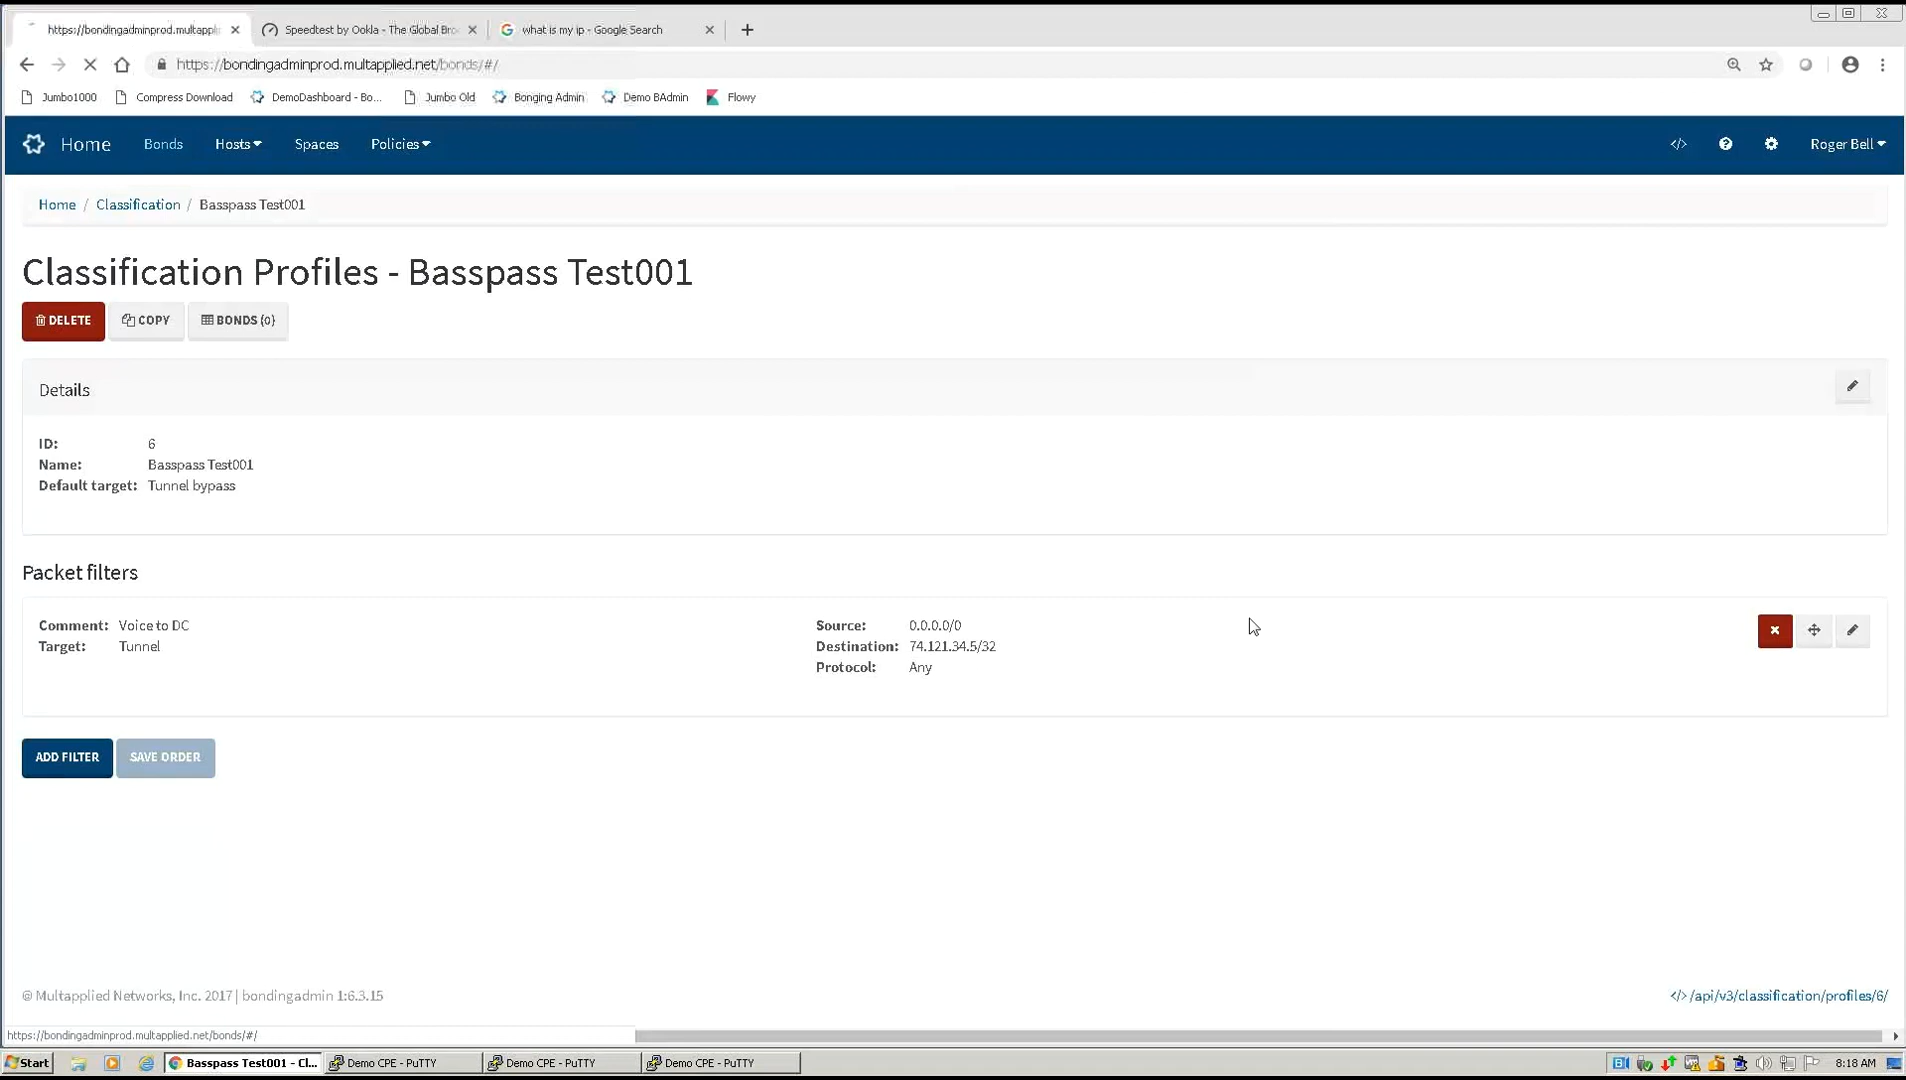 https://bondingadminprod.multappl
Speedtest by Ookla - The Global Bro
what is my ip - Google Search
https://bondingadminprod.multapplied.net/bonds/#/
Jumbo1000
Compress Download
DemoDashboard - Bo...
Jumbo Old
Bonging Admin
Demo BAdmin
Flowy
Home Bonds Hosts Spaces Policies </> Roger Bell
Home / Classification / Basspass Test001
Classification Profiles - Basspass Test001
DELETE COPY BONDS (0)
Details
ID: 6
Name: Basspass Test001
Default target: Tunnel bypass
Packet filters
Comment: Voice to DC
Target: Tunnel
Source: 0.0.0.0/0
Destination: 74.121.34.5/32
Protocol: Any
ADD FILTER SAVE ORDER
© Multapplied Networks, Inc. 2017 | bondingadmin 1:6.3.15
</> /api/v3/classification/profiles/6/
https://bondingadminprod.multapplied.net/bonds/#/
Start
Basspass Test001 - Cl...
Demo CPE - PuTTY
Demo CPE - PuTTY
Demo CPE - PuTTY
8:18 AM